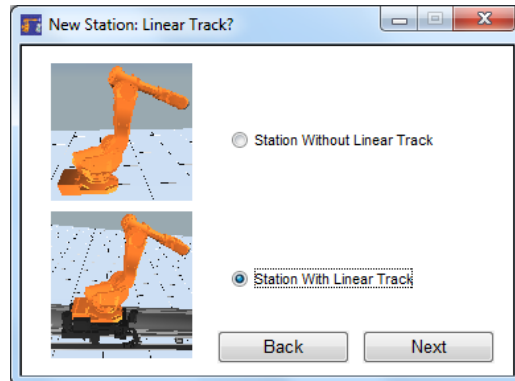 New Station: Linear Track?
Station Without Linear Track
Station With Linear Track
Back
Next